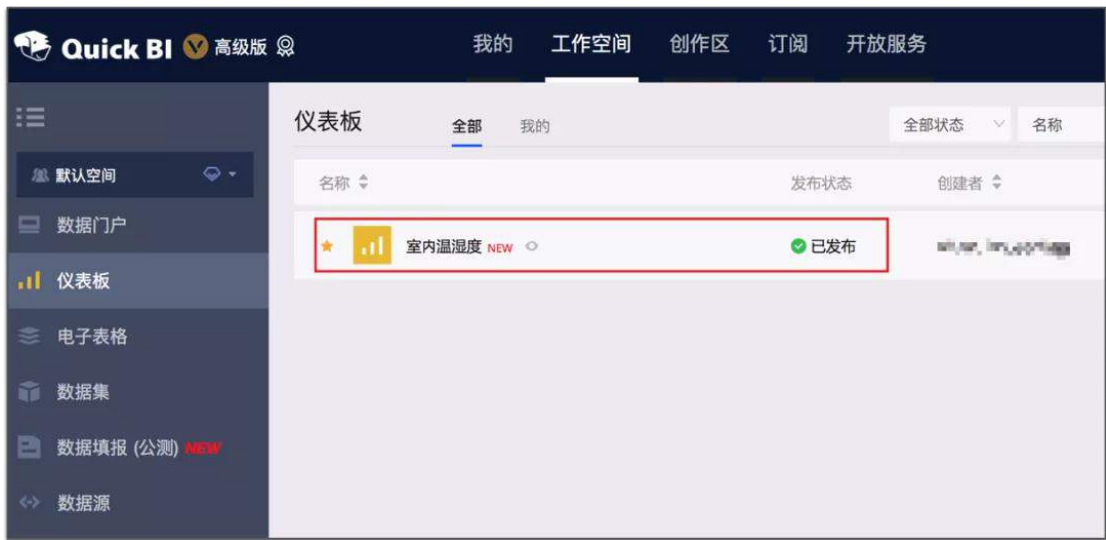 Quick BI 高级版 我的 工作空间 创作区 订阅 开放服务
仪表板 全部 我的 全部状态 名称
默认空间
名称 发布状态 创建者
数据门户
室内温湿度 NEW 已发布
仪表板
电子表格
数据集
数据填报 (公测) NEW
数据源